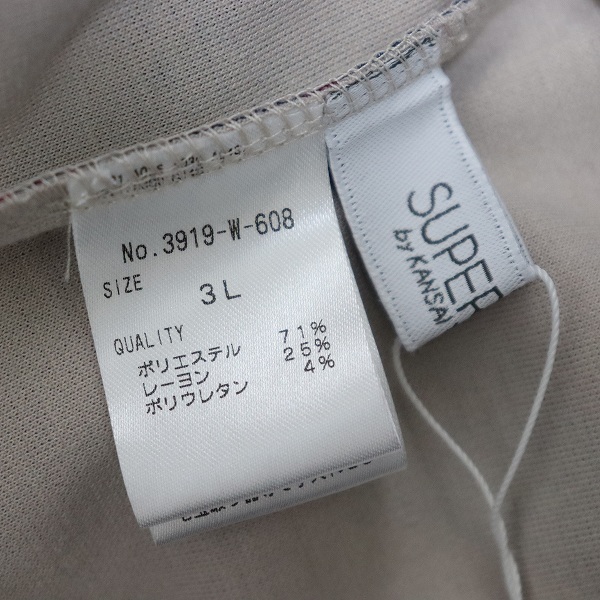 No.3919-W-608
SIZE
3L
QUALITY
ポリエステル 71%
レーヨン 25%
ポリウレタン 4%
SUPER
by KANSAI